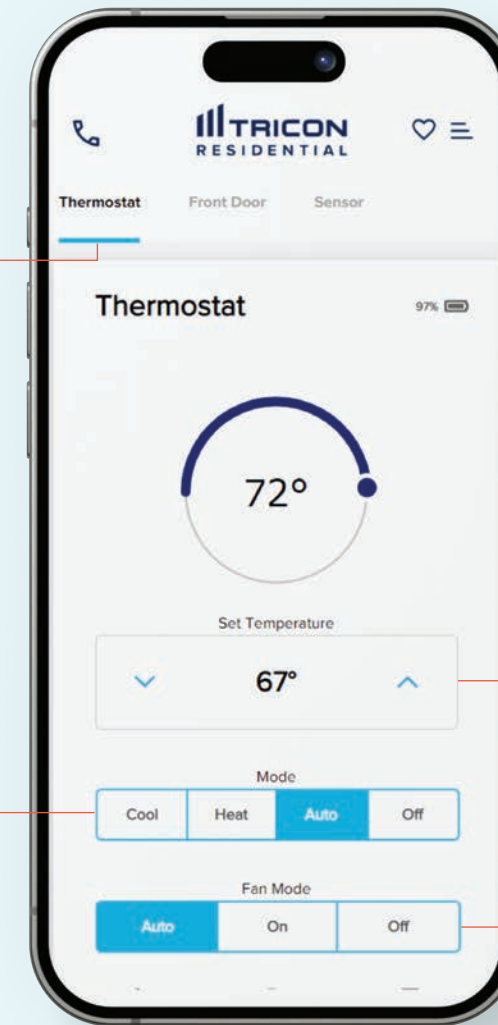 TRICON
RESIDENTIAL
Thermostat Front Door Sensor
Thermostat 97%
72°
Set Temperature
67°
Mode
Cool Heat Auto Off
Fan Mode
Auto On Off